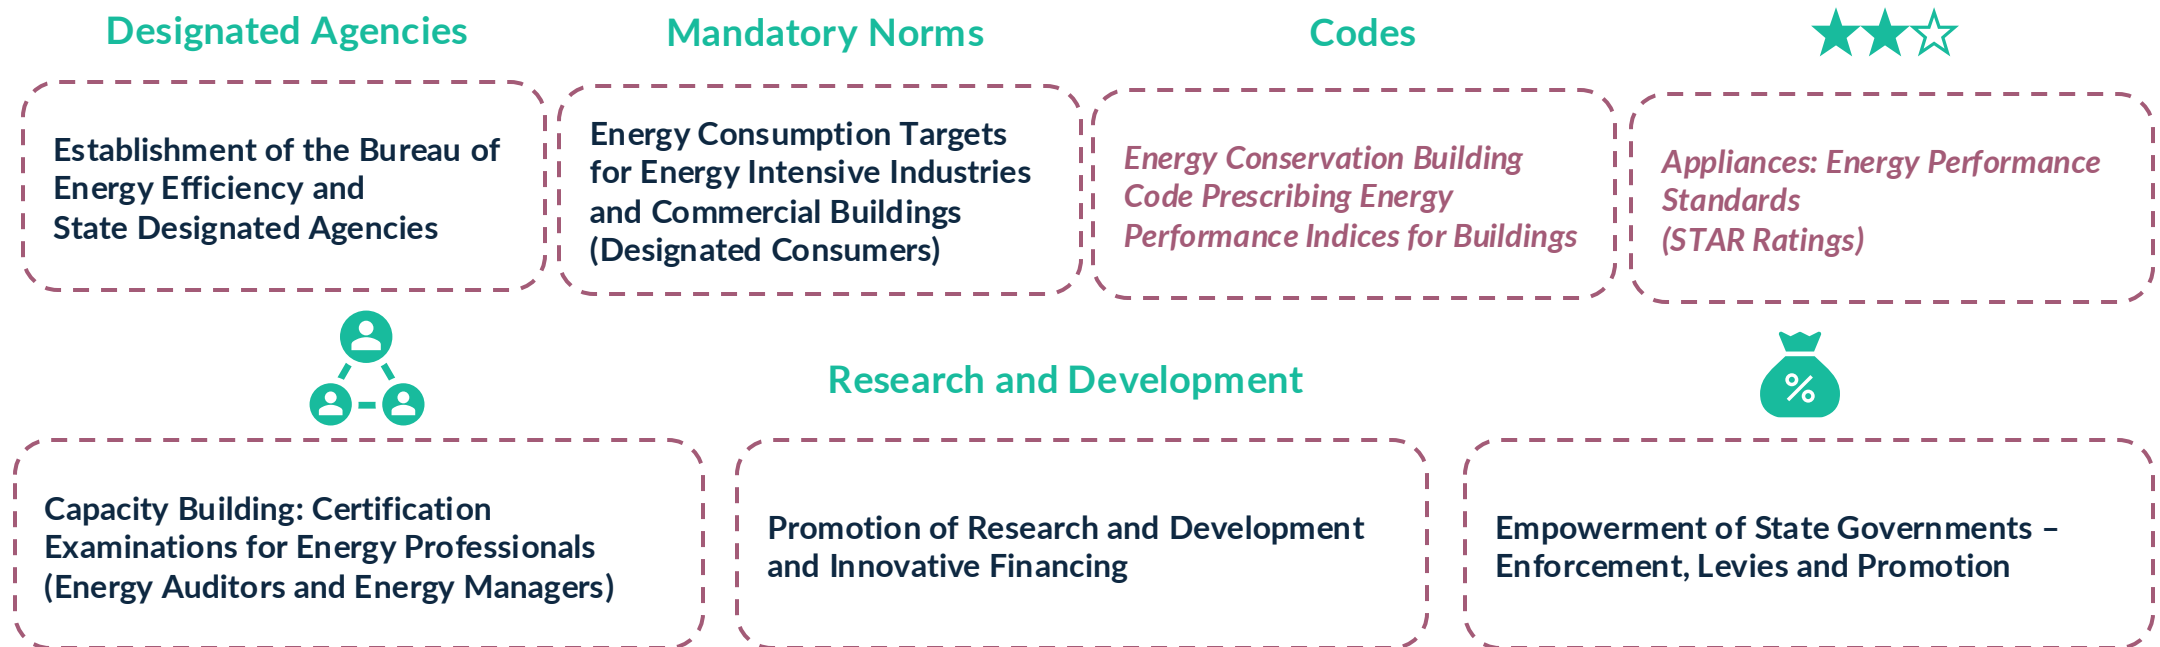 Designated Agencies
Mandatory Norms
Codes
Establishment of the Bureau of
Energy Efficiency and
State Designated Agencies
Energy Consumption Targets
for Energy Intensive Industries
and Commercial Buildings
(Designated Consumers)
Energy Conservation Building
Code Prescribing Energy
Performance Indices for Buildings
Appliances: Energy Performance
Standards
(STAR Ratings)
Research and Development
%
Capacity Building: Certification
Examinations for Energy Professionals
(Energy Auditors and Energy Managers)
Promotion of Research and Development
and Innovative Financing
Empowerment of State Governments –
Enforcement, Levies and Promotion